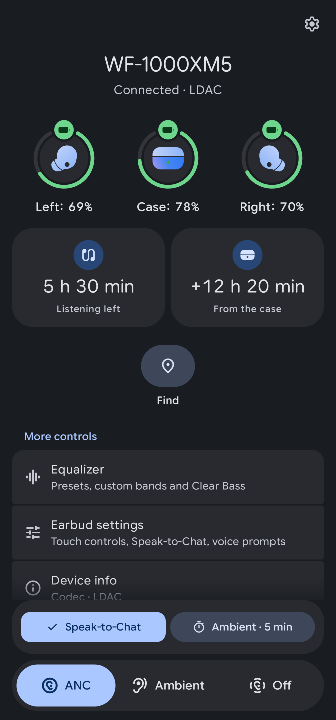 WF-1000XM5
Connected · LDAC
Left: 69%
Case: 78%
Right: 70%
5 h 30 min
Listening left
+12 h 20 min
From the case
Find
More controls
Equalizer
Presets, custom bands and Clear Bass
Earbud settings
Touch controls, Speak-to-Chat, voice prompts
Device info
Codec · LDAC
Speak-to-Chat
Ambient · 5 min
ANC
Ambient
Off